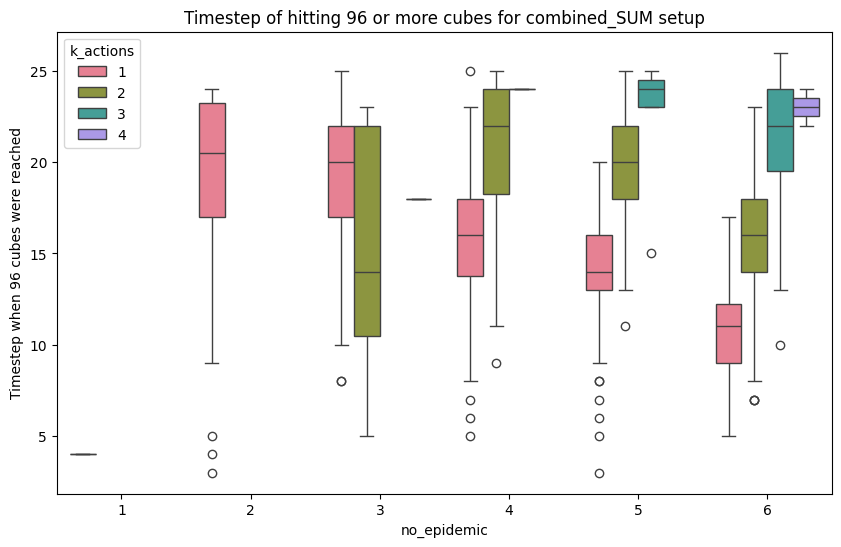 Timestep of hitting 96 or more cubes for combined_SUM setup
k_actions
1
2
3
4
Timestep when 96 cubes were reached
25
20
15
10
5
1 2 3 4 5 6
no_epidemic